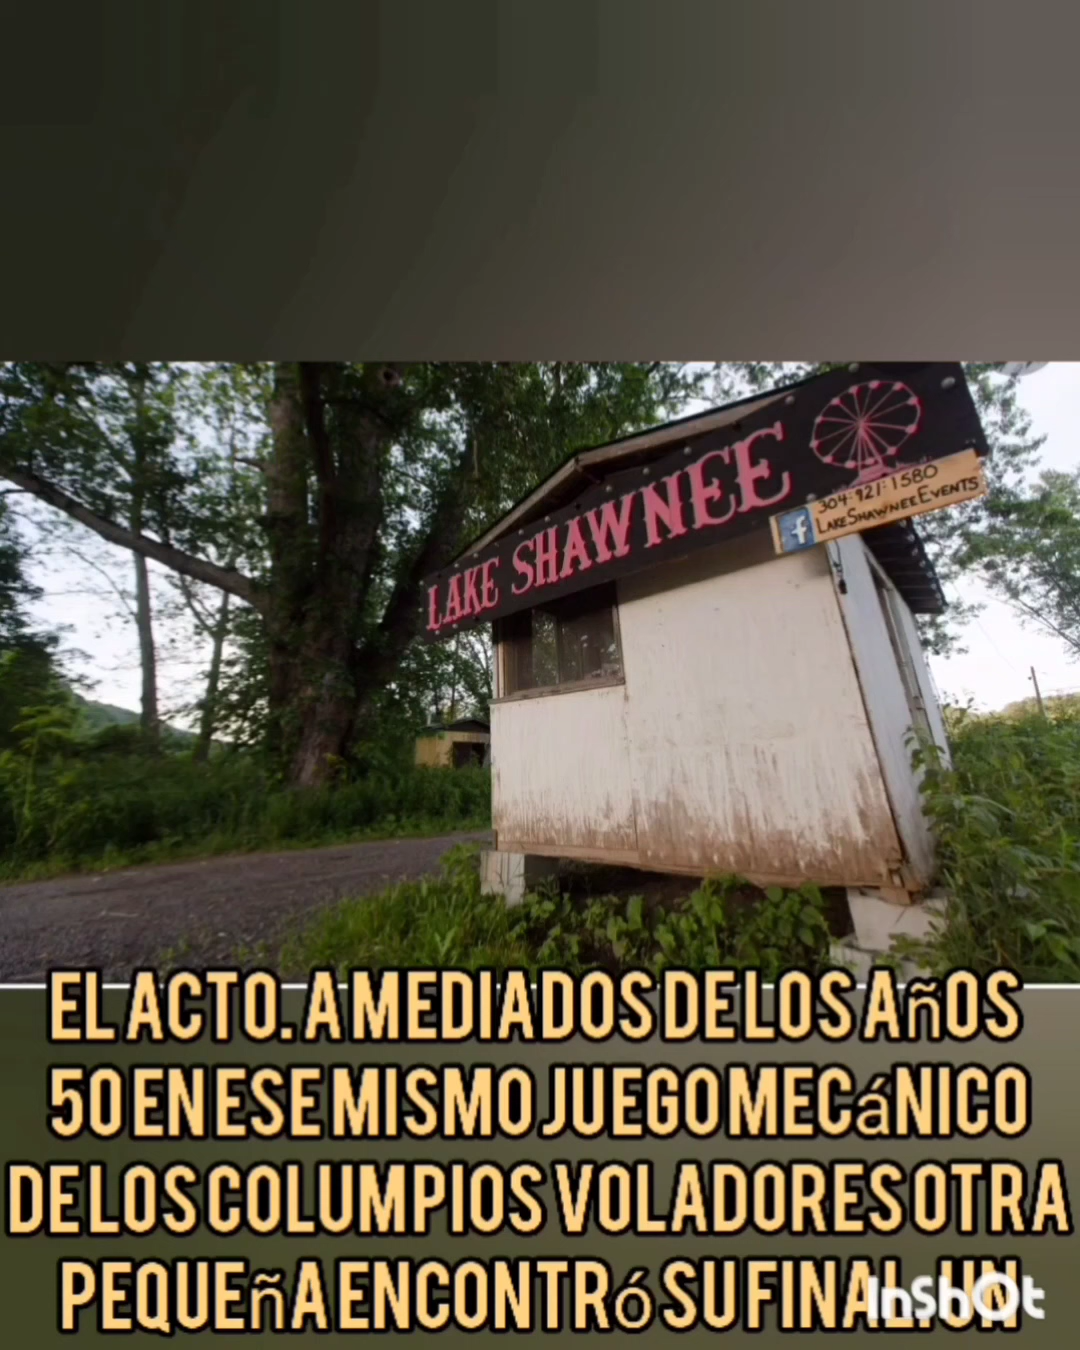 LAKE SHAWNEE
304-921-1580
f LAKESHAWNEEEVENTS
EL ACTO. A MEDIADOS DE LOS AñOS
50 EN ESE MISMO JUEGO MECáNICO
DE LOS COLUMPIOS VOLADORES OTRA
PEQUEñA ENCONTRó SU FINAL. UN
InShOt